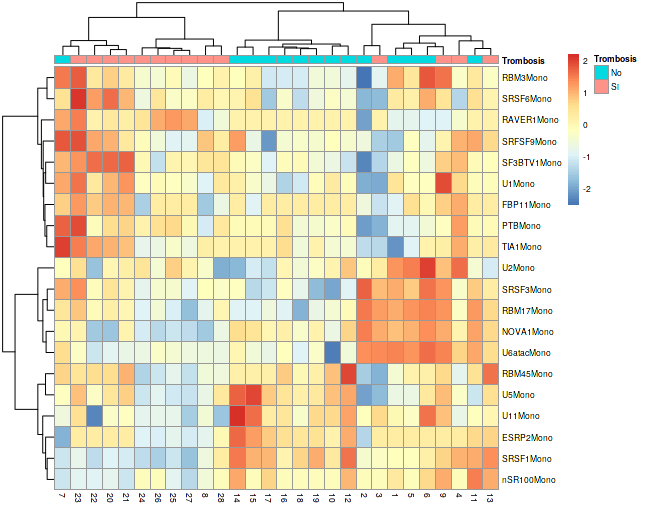 Trombosis
RBM3Mono
SRSF6Mono
RAVER1Mono
SRFSF9Mono
SF3BTV1Mono
U1Mono
FBP11Mono
PTBMono
TIA1Mono
U2Mono
SRSF3Mono
RBM17Mono
NOVA1Mono
U6atacMono
RBM45Mono
U5Mono
U11Mono
ESRP2Mono
SRSF1Mono
nSR100Mono
7 23 22 20 21 24 26 25 27 8 28 14 15 17 16 18 19 10 12 2 3 1 5 6 9 4 11 13
2
1
0
-1
-2
Trombosis
No
SI